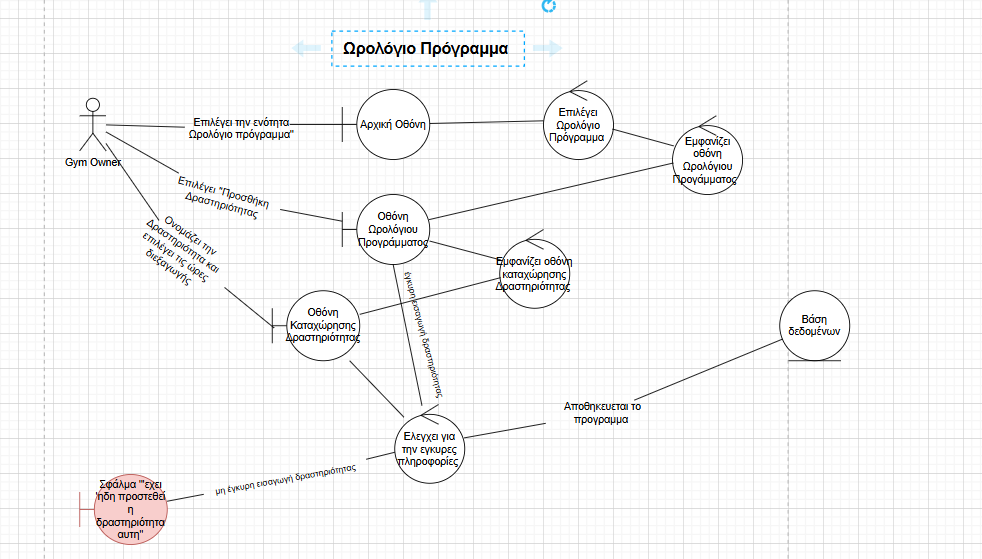 Ωρολόγιο Πρόγραμμα
Gym Owner
Επιλέγει την ενότητα
Ωρολόγιο πρόγραμμα"
Αρχική Οθόνη
Επιλέγει
Ωρολόγιο
Πρόγραμμα
Εμφανίζει
οθόνη
Ωρολόγιου
Προγάμματος
Επιλέγει "Προσθήκη
Δραστηριότητας
Οθόνη
Ωρολόγιου
Προγράμματος
Ονομάζει την
Δραστηριότητα και
επιλέγει τις ώρες
διεξαγωγής
Εμφανίζει οθόνη
καταχώρησης
Δραστηριότητας
Οθόνη
Καταχώρησης
Δραστηριότητας
έγκυρη εισαγωγή δραστηριότητας
Βάση
δεδομένων
Αποθηκευεται το
προγραμμα
Ελεγχει για
την εγκυρες
πληροφορίες
μη έγκυρη εισαγωγή δραστηριότητας
Σφάλμα '"εχει
'ήδη προστεθεί
η
δραστηριότητα
αυτη"